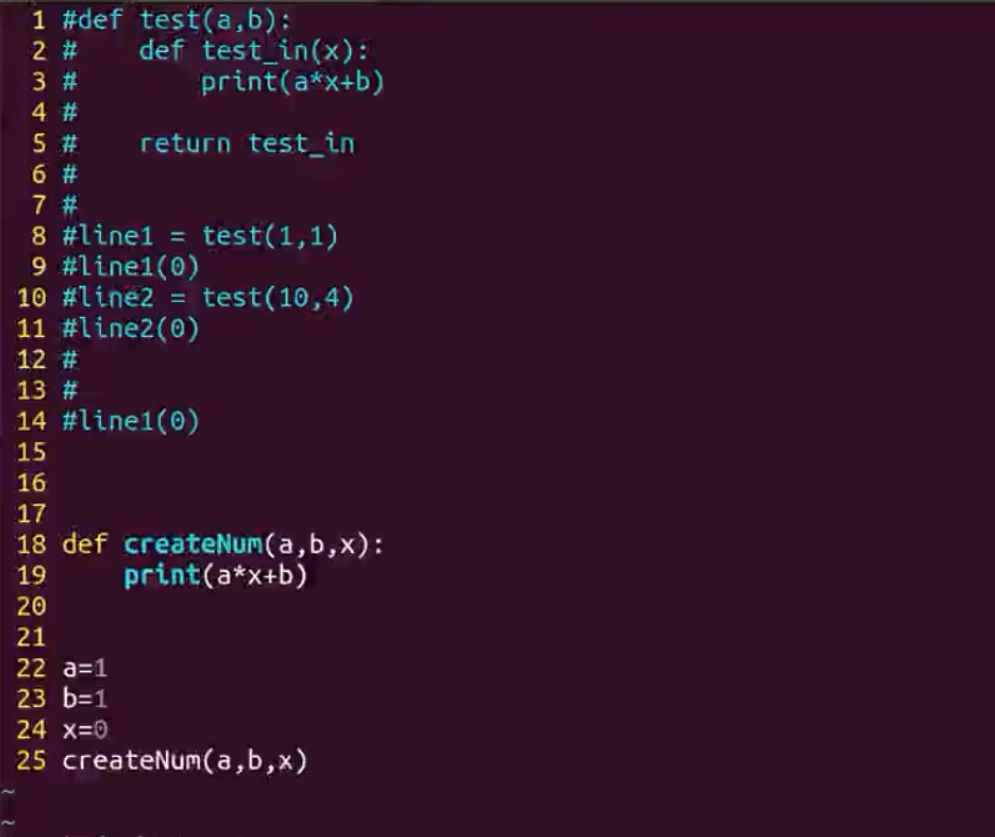 1 #def test(a,b):
2 #    def test_in(x):
3 #        print(a*x+b)
4 #
5 #    return test_in
6 #
7 #
8 #line1 = test(1,1)
9 #line1(0)
10 #line2 = test(10,4)
11 #line2(0)
12 #
13 #
14 #line1(0)
15
16
17
18 def createNum(a,b,x):
19     print(a*x+b)
20
21
22 a=1
23 b=1
24 x=0
25 createNum(a,b,x)
~
~